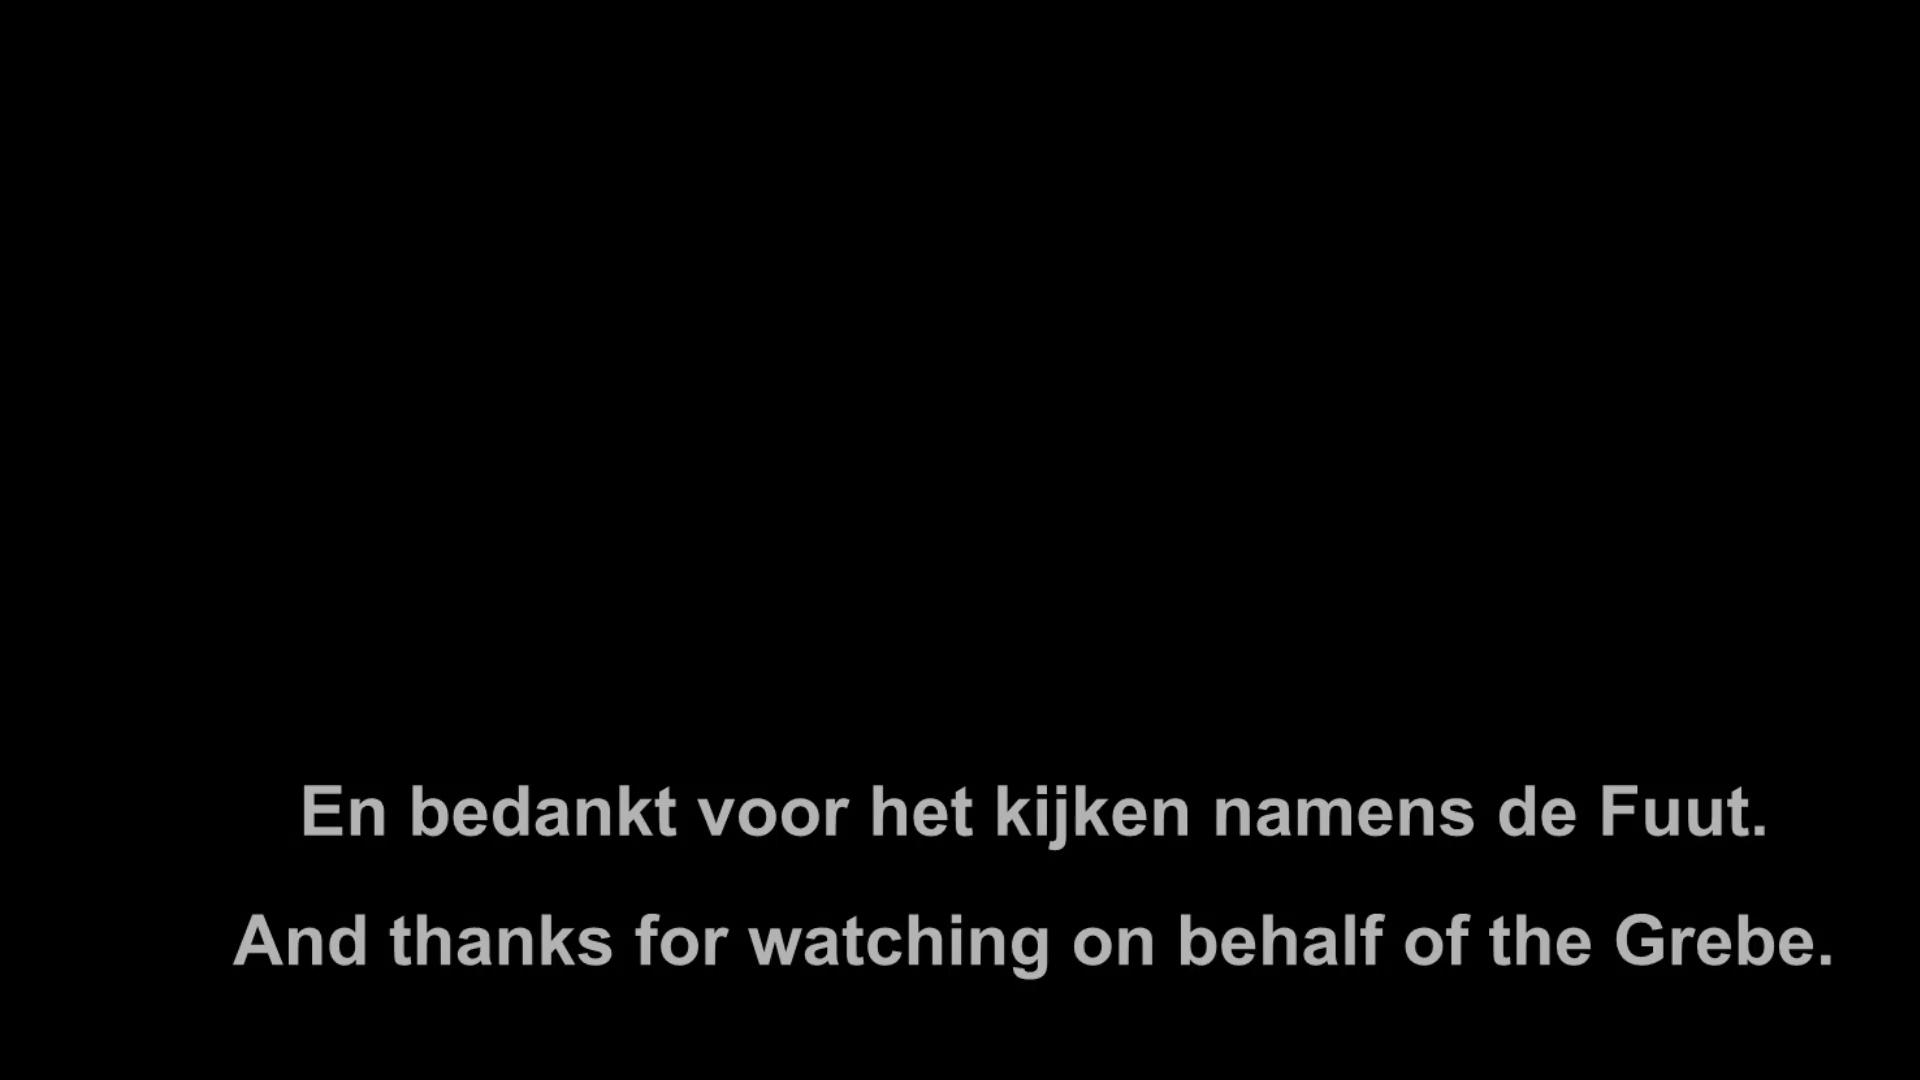 En bedankt voor het kijken namens de Fuut.
And thanks for watching on behalf of the Grebe.